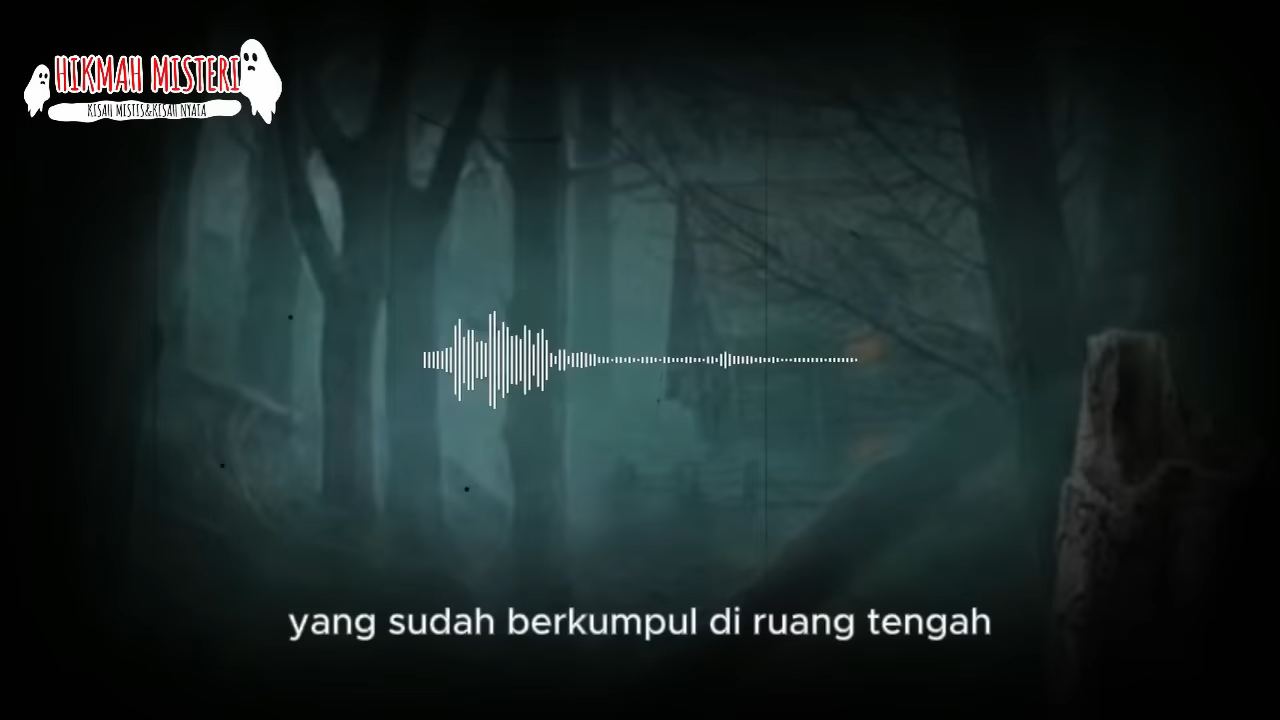 HIKMAH MISTERI
KISAH MISTIS&KISAH NYATA
yang sudah berkumpul di ruang tengah